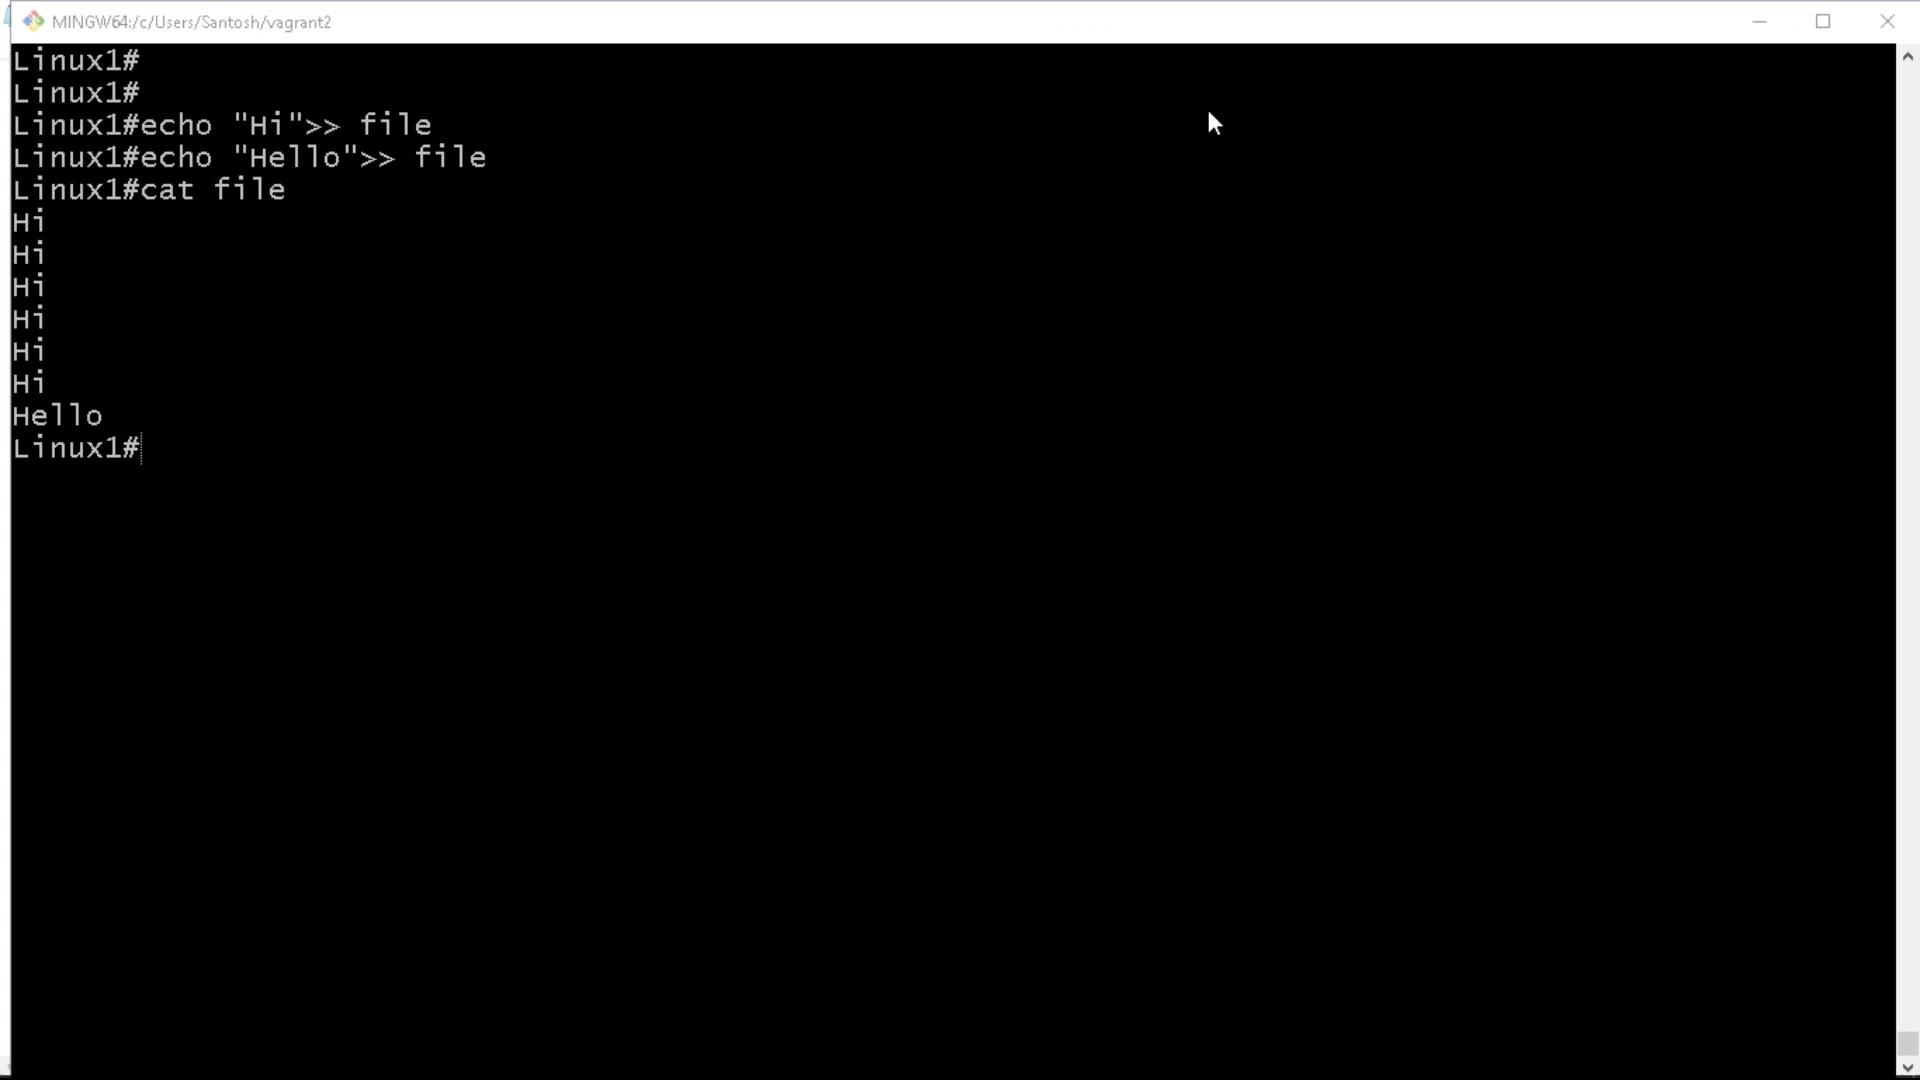 MINGW64:/c/Users/Santosh/vagrant2
Linux1#
Linux1#
Linux1#echo "Hi">> file
Linux1#echo "Hello">> file
Linux1#cat file
Hi
Hi
Hi
Hi
Hi
Hi
Hello
Linux1#